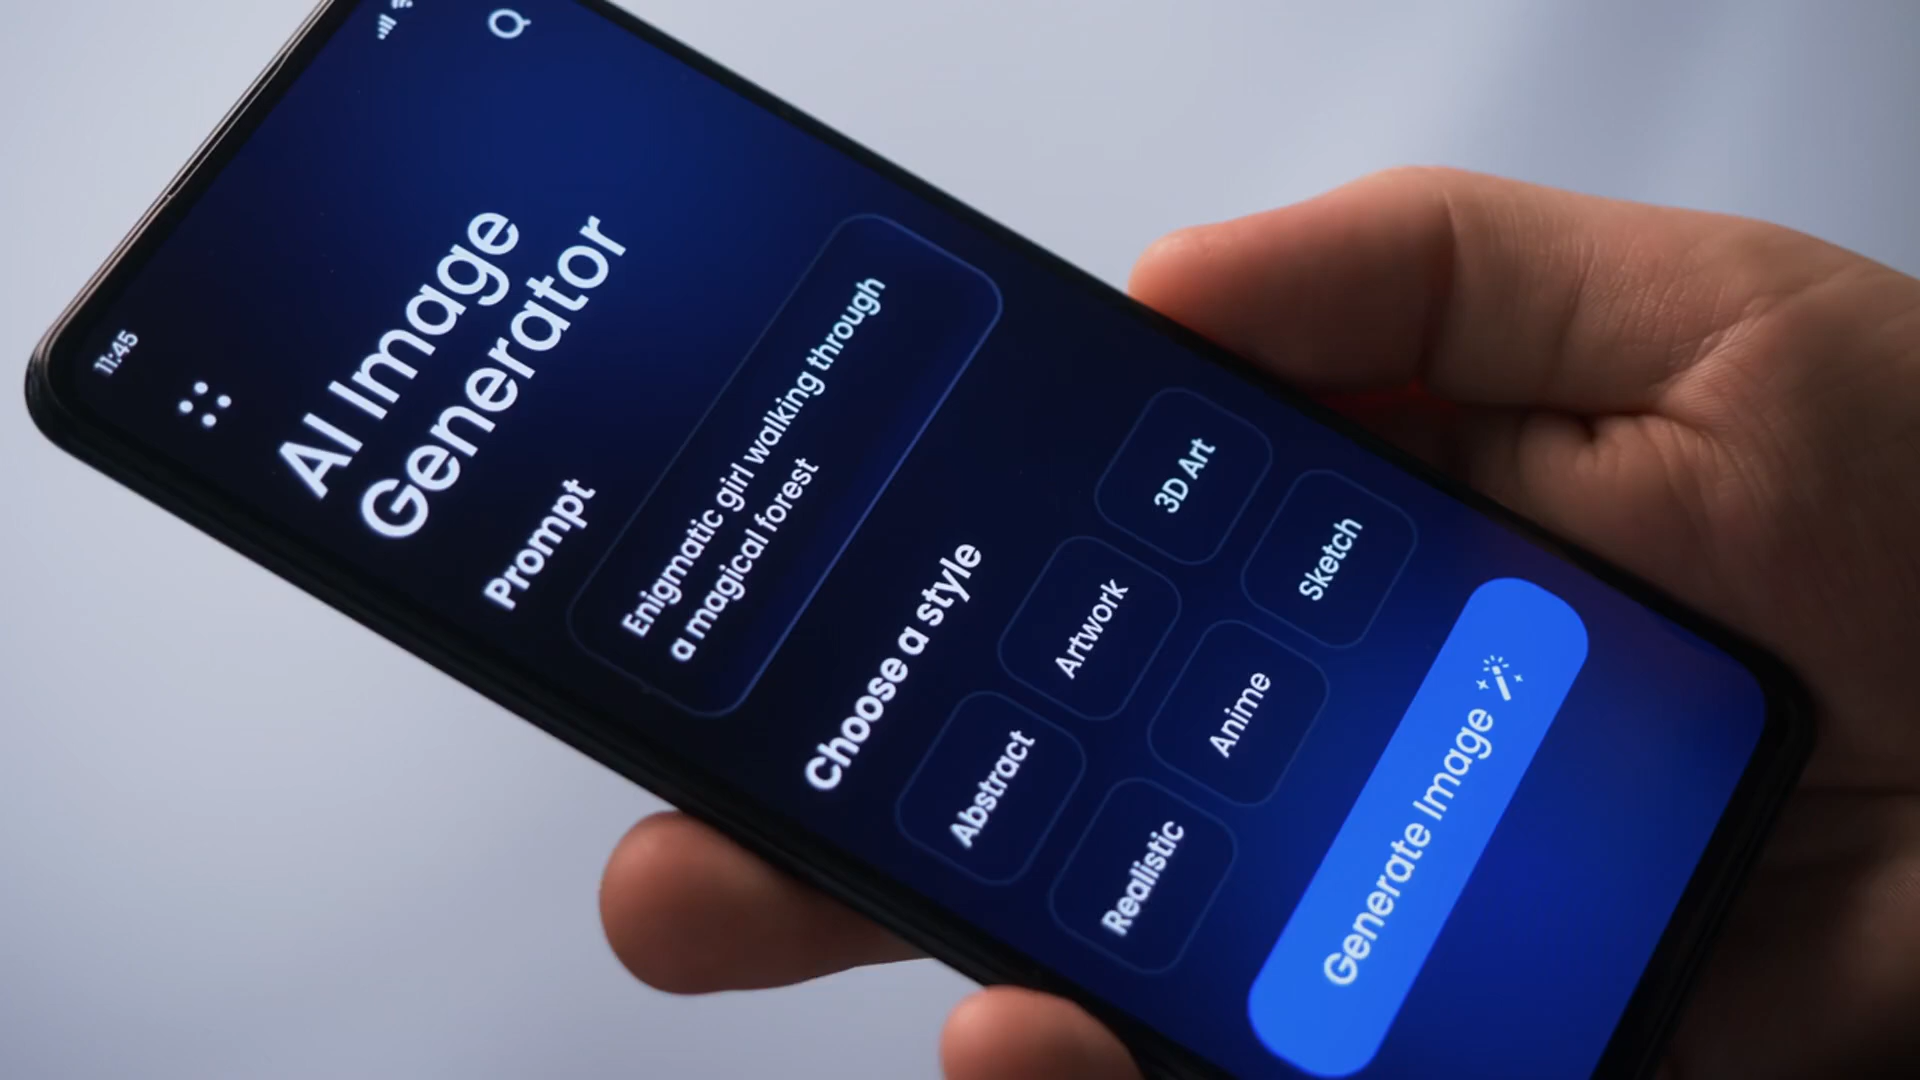 11:45
AI Image
Generator
Prompt
Enigmatic girl walking through
a magical forest
Choose a style
Abstract
Artwork
3D Art
Realistic
Anime
Sketch
Generate Image